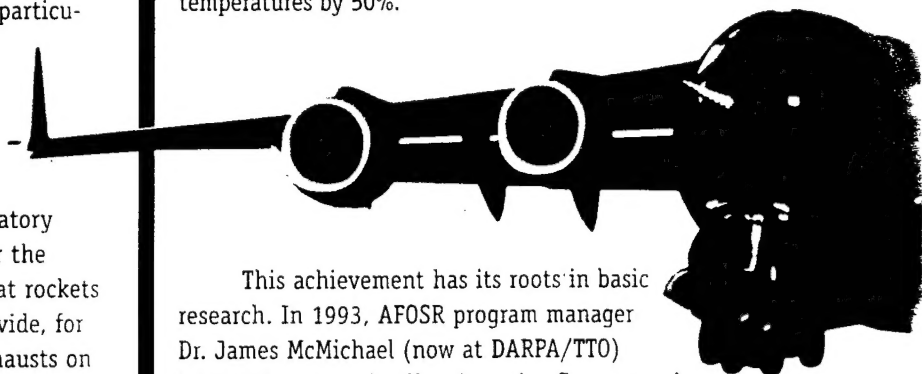 particu-
atory
r the
at rockets
vide, for
hausts on
temperatures by 50%.
This achievement has its roots in basic
research. In 1993, AFOSR program manager
Dr. James McMichael (now at DARPA/TTO)